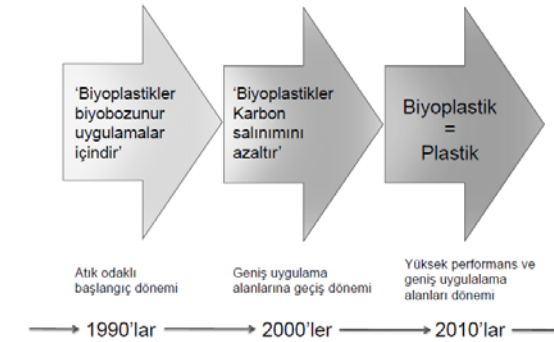 'Biyoplastikler
biyobozunur
uygulamalar
içindir'
'Biyoplastikler
Karbon
salınımını
azaltır'
Biyoplastik
=
Plastik
Atık odaklı
başlangıç dönemi
Geniş uygulama
alanlarına geçiş dönemi
Yüksek performans ve
geniş uygulalama
alanları dönemi
1990'lar
2000'ler
2010'lar